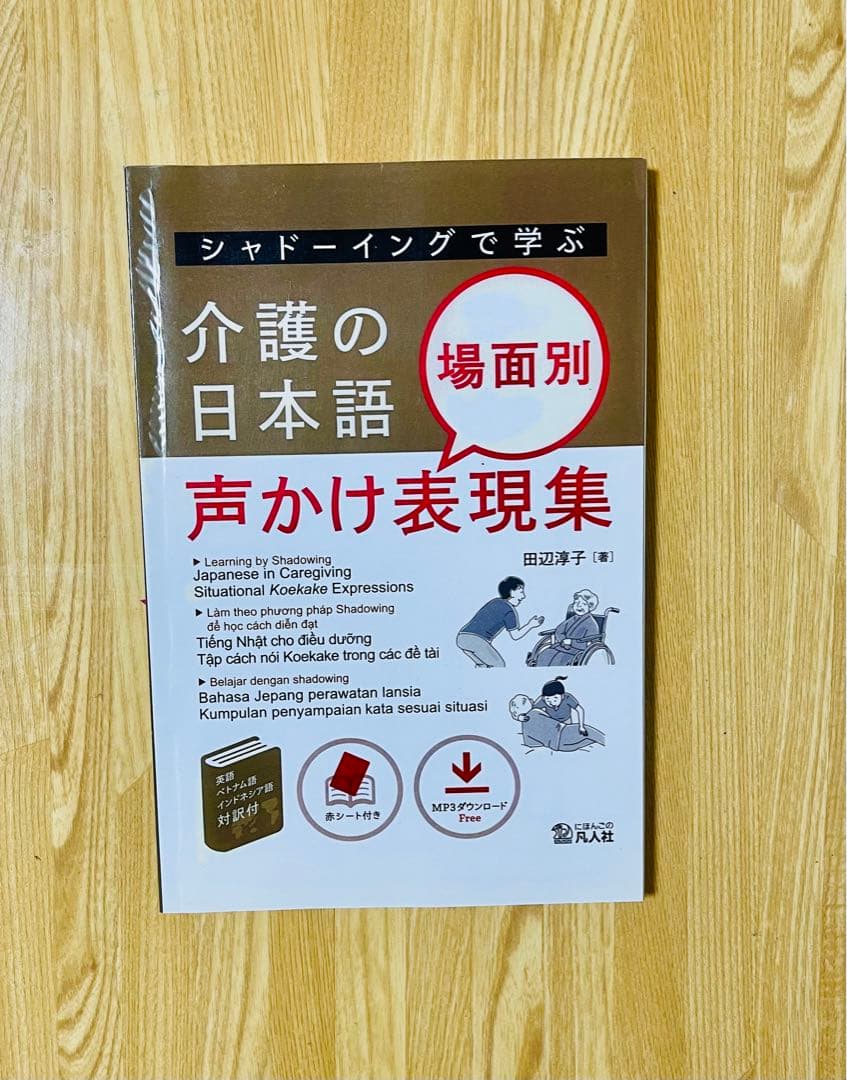 シャドーイングで学ぶ
介護の
日本語
場面別
声かけ表現集
田辺淳子［著］
▶ Learning by Shadowing
Japanese in Caregiving
Situational Koekake Expressions
▶ Làm theo phương pháp Shadowing
để học cách diễn đạt
Tiếng Nhật cho điều dưỡng
Tập cách nói Koekake trong các đề tài
▶ Belajar dengan shadowing
Bahasa Jepang perawatan lansia
Kumpulan penyampaian kata sesuai situasi
英語
ベトナム語
インドネシア語
対訳付
赤シート付き
MP3ダウンロード
Free
にほんごの
凡人社